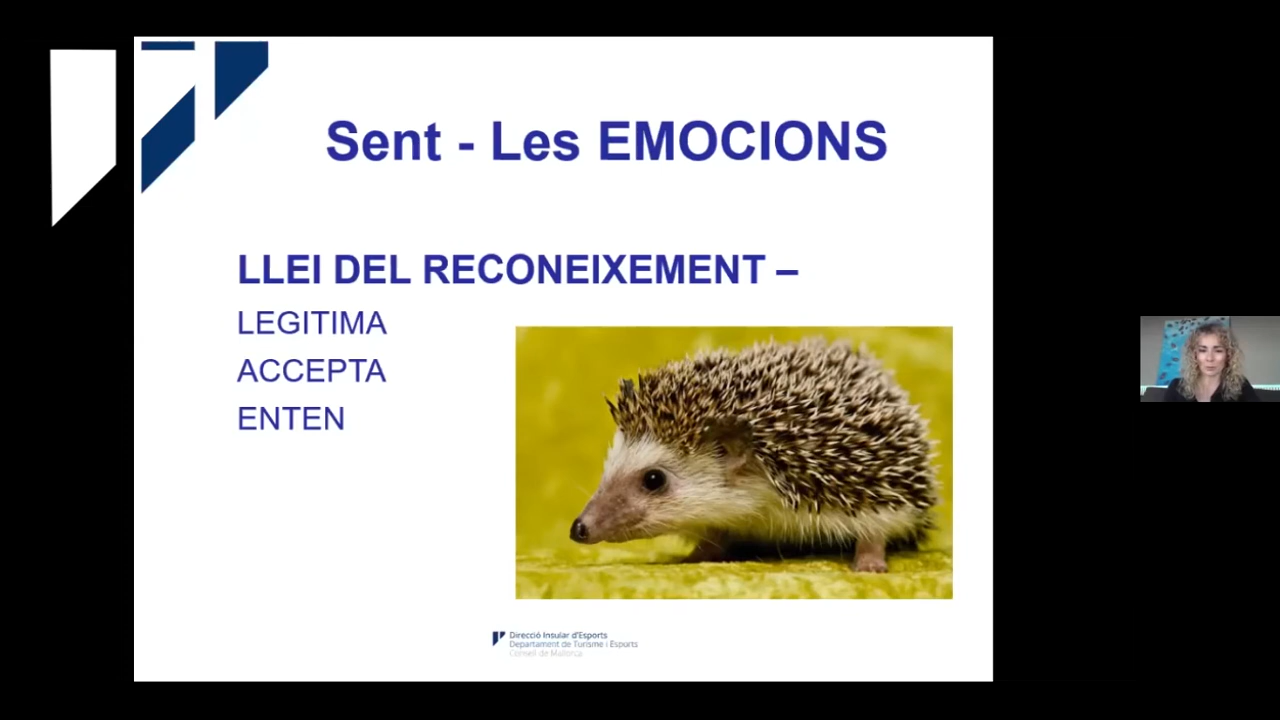 Sent - Les EMOCIONS
LLEI DEL RECONEIXEMENT –
LEGITIMA
ACCEPTA
ENTEN
Direcció Insular d'Esports
Departament de Turisme i Esports
Consell de Mallorca